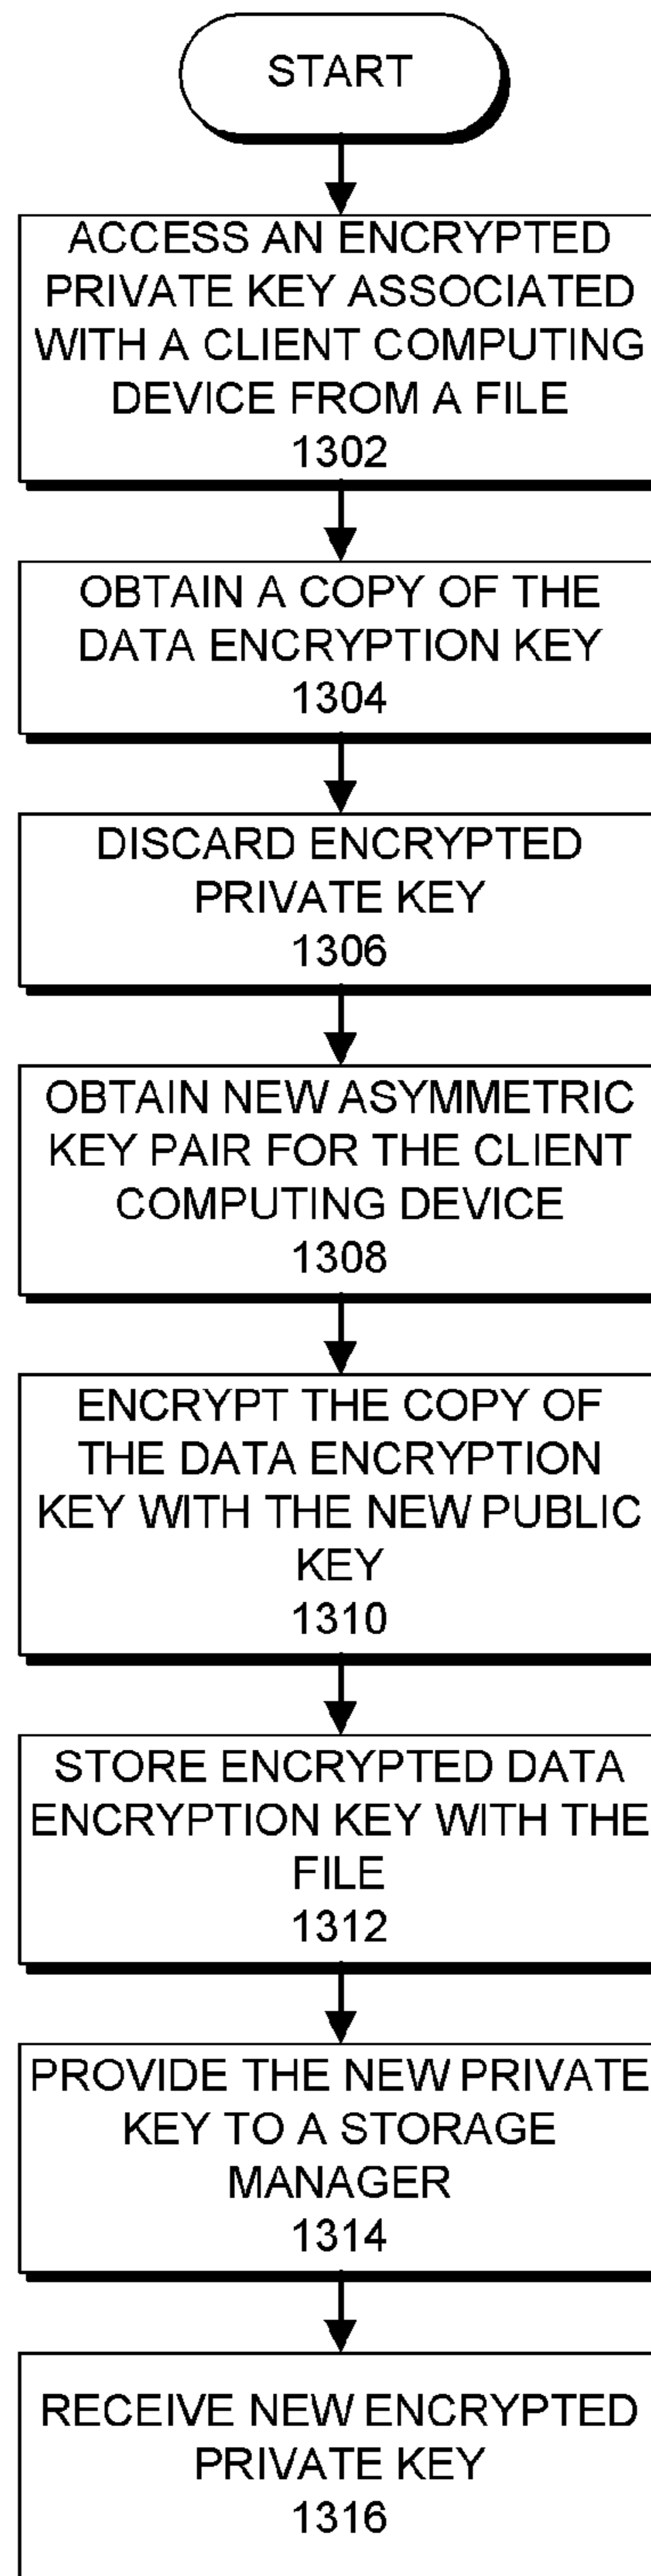 START
ACCESS AN ENCRYPTED
PRIVATE KEY ASSOCIATED
WITH A CLIENT COMPUTING
DEVICE FROM A FILE
1302
OBTAIN A COPY OF THE
DATA ENCRYPTION KEY
1304
DISCARD ENCRYPTED
PRIVATE KEY
1306
OBTAIN NEW ASYMMETRIC
KEY PAIR FOR THE CLIENT
COMPUTING DEVICE
1308
ENCRYPT THE COPY OF
THE DATA ENCRYPTION
KEY WITH THE NEW PUBLIC
KEY
1310
STORE ENCRYPTED DATA
ENCRYPTION KEY WITH THE
FILE
1312
PROVIDE THE NEW PRIVATE
KEY TO A STORAGE
MANAGER
1314
RECEIVE NEW ENCRYPTED
PRIVATE KEY
1316